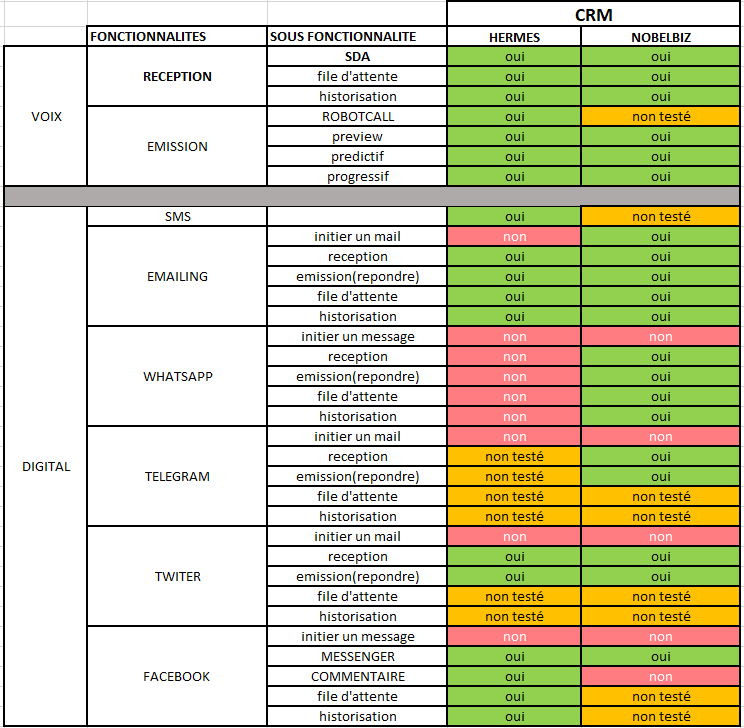 CRM
FONCTIONNALITES SOUS FONCTIONNALITE HERMES NOBELBIZ
SDA oui oui
RECEPTION file d'attente oui oui
historisation oui oui
VOIX ROBOTCALL oui non testé
EMISSION preview oui oui
predictif oui oui
progressif oui oui
SMS oui non testé
initier un mail non oui
reception oui oui
EMAILING emission(repondre) oui oui
file d'attente oui oui
historisation oui oui
initier un message non non
reception non oui
WHATSAPP emission(repondre) non oui
file d'attente non oui
historisation non oui
initier un mail non non
DIGITAL reception non testé oui
TELEGRAM emission(repondre) non testé oui
file d'attente non testé non testé
historisation non testé non testé
initier un mail non non
reception oui oui
TWITER emission(repondre) oui oui
file d'attente non testé non testé
historisation non testé non testé
initier un message non non
MESSENGER oui oui
FACEBOOK COMMENTAIRE oui non
file d'attente oui non testé
historisation oui non testé